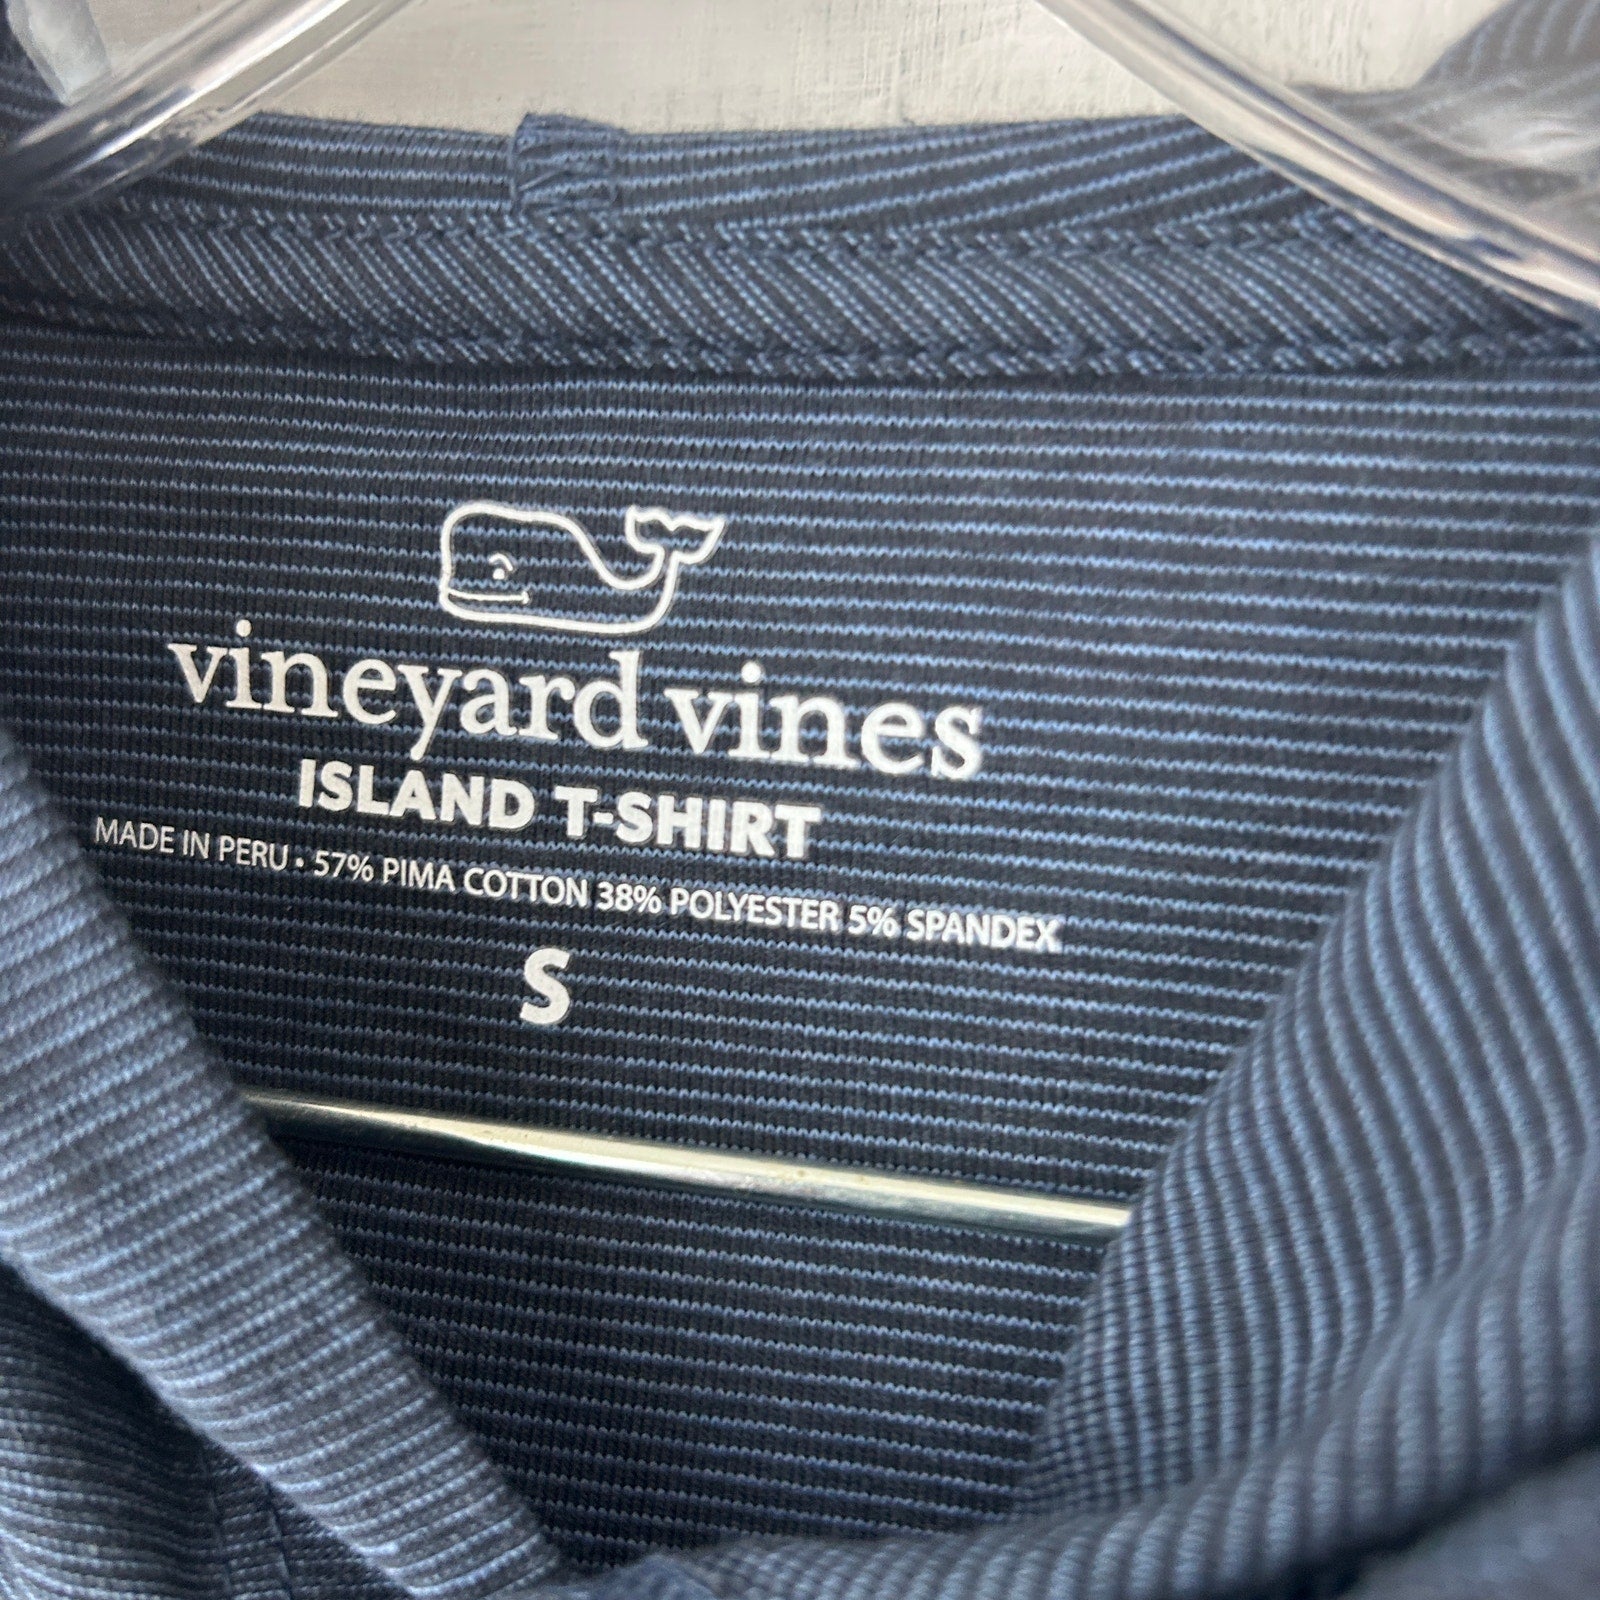 vineyard vines
ISLAND T-SHIRT
MADE IN PERU • 57% PIMA COTTON 38% POLYESTER 5% SPANDEX
S